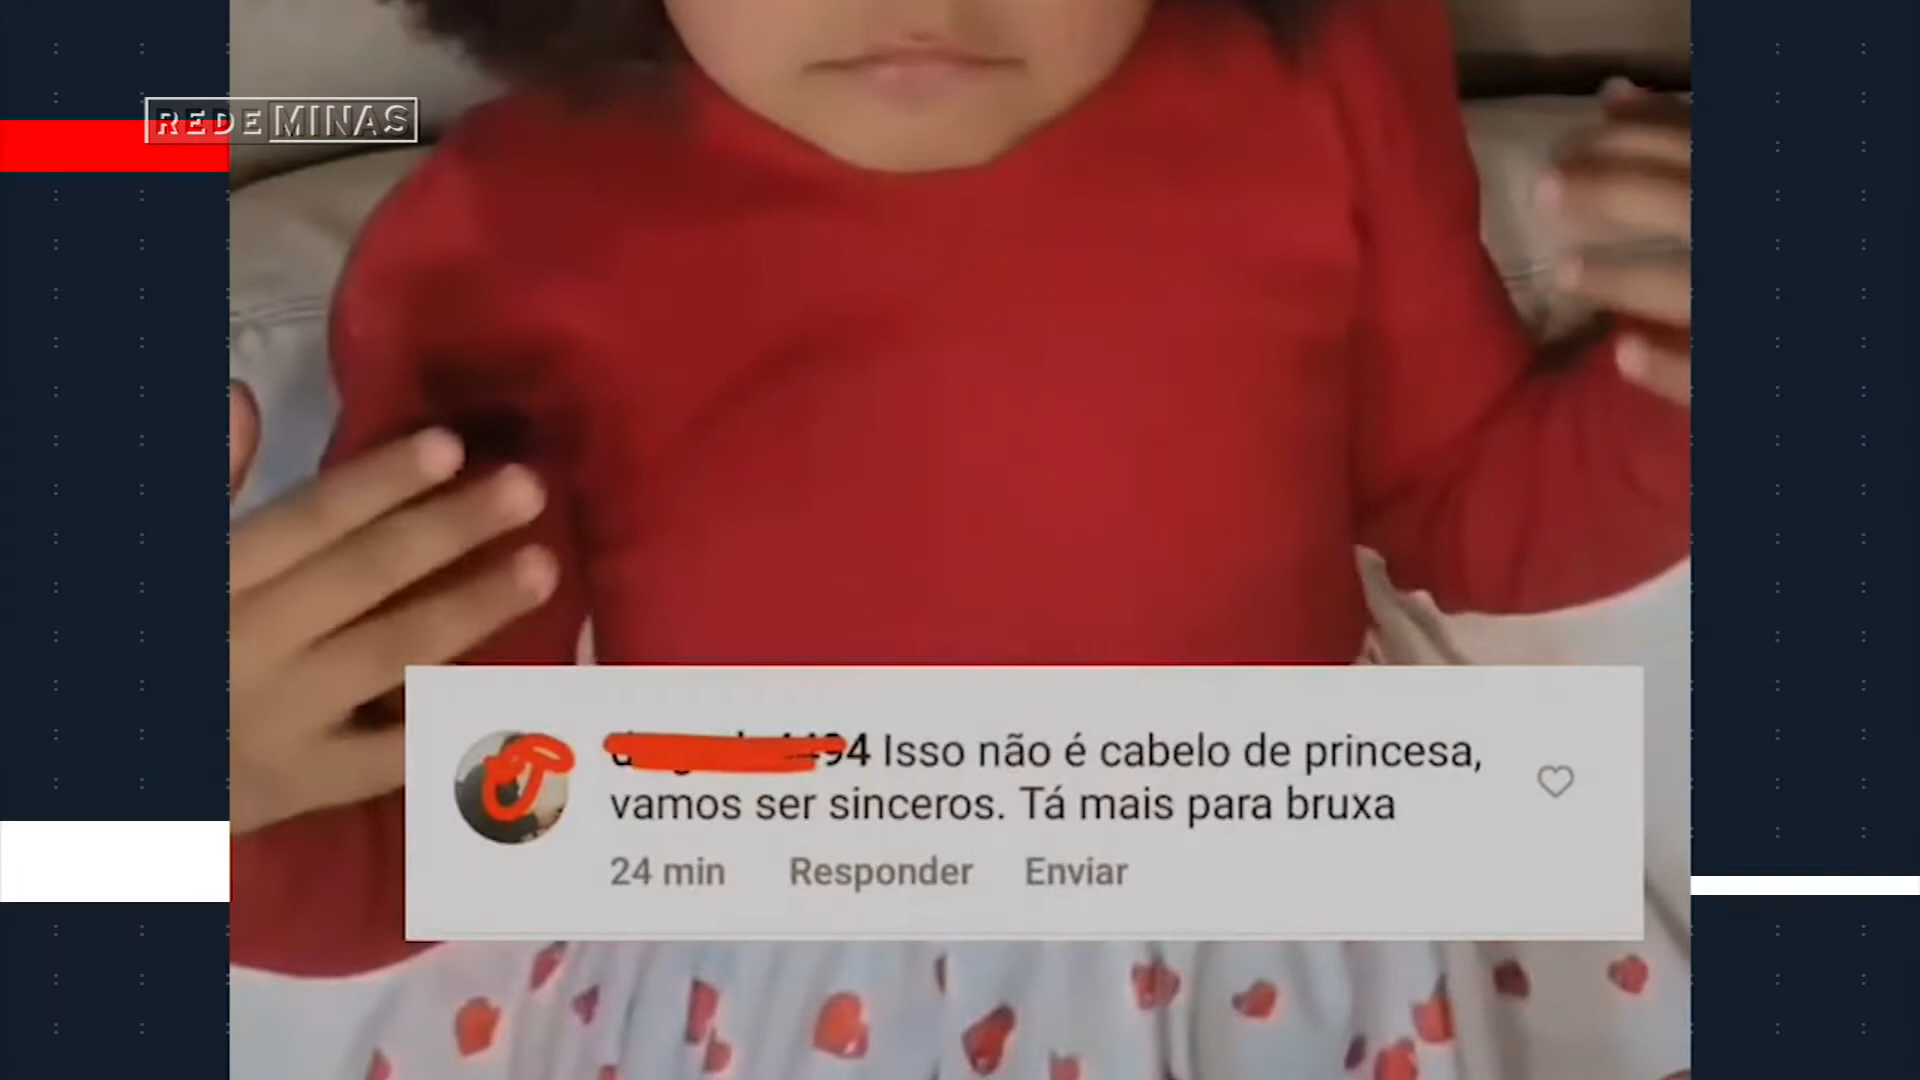 REDE MINAS
94 Isso não é cabelo de princesa,
vamos ser sinceros. Tá mais para bruxa
24 min Responder Enviar